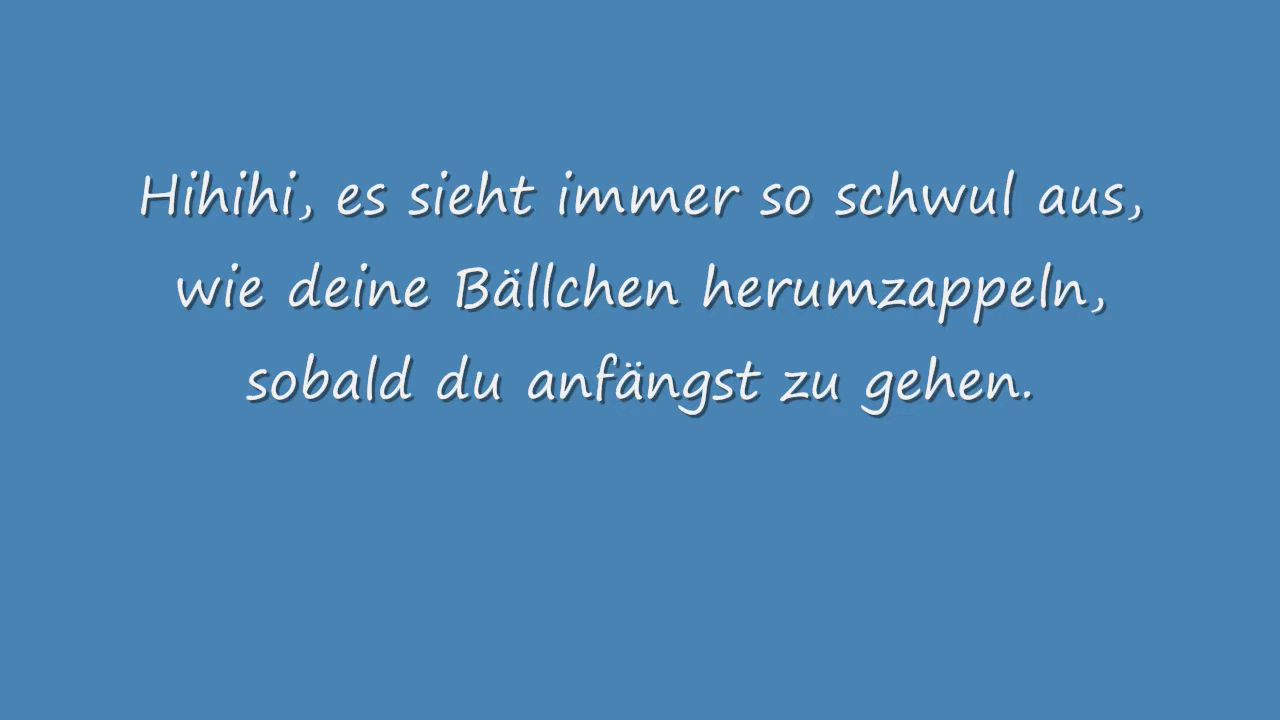 Hihihi, es sieht immer so schwul aus,
wie deine Bällchen herumzappeln,
sobald du anfängst zu gehen.